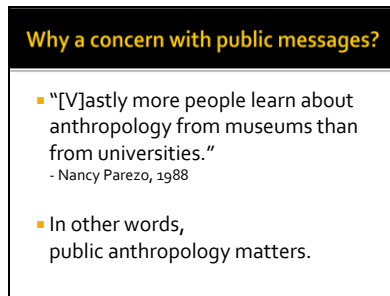 Why a concern with public messages?
“[V]astly more people learn about
anthropology from museums than
from universities.”
- Nancy Parezo, 1988
In other words,
public anthropology matters.